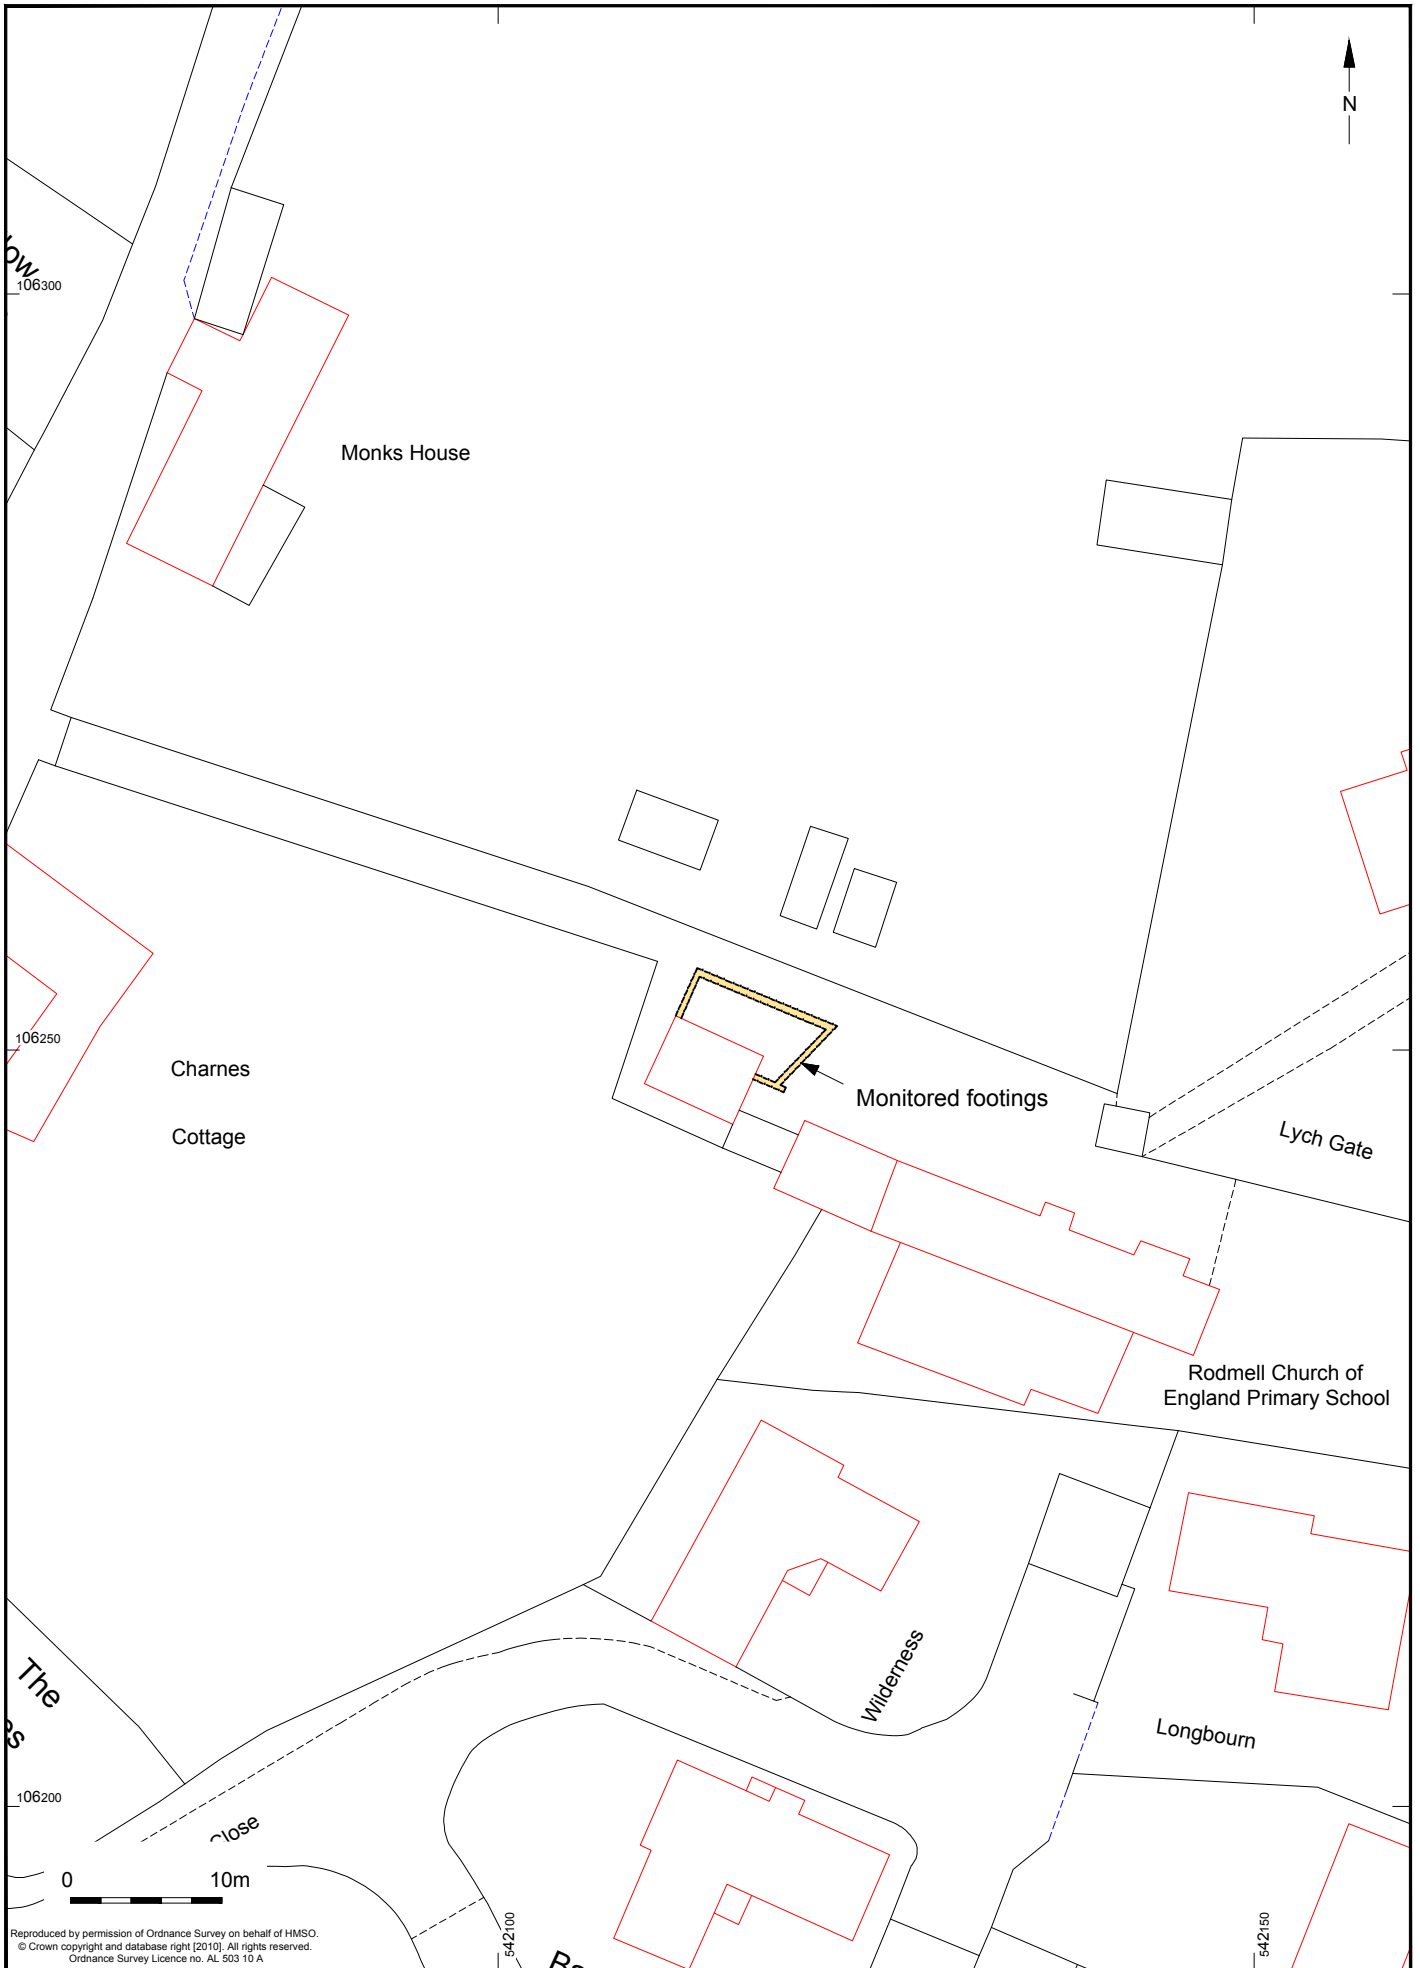 N
106300
Monks House
106250
Charnes
Cottage
Monitored footings
Lych Gate
Rodmell Church of
England Primary School
Wilderness
The
Longbourn
106200
Close
0 10m
542100
542150
Reproduced by permission of Ordnance Survey on behalf of HMSO.
© Crown copyright and database right [2010]. All rights reserved.
Ordnance Survey Licence no. AL 503 10 A